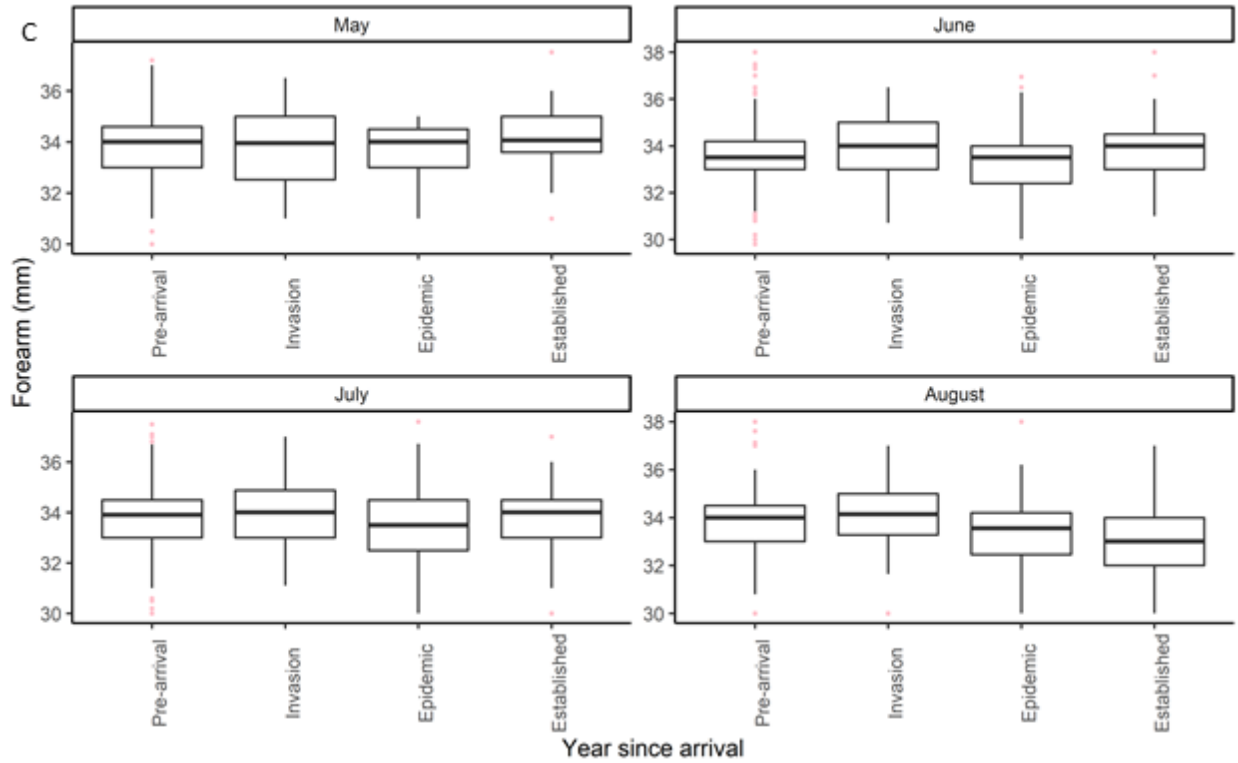 C
May
June
36
34
32
30
38
36
34
32
30
Pre-arrival
Invasion
Epidemic
Established
Pre-arrival
Invasion
Epidemic
Established
Forearm (mm)
July
August
36
34
32
30
38
36
34
32
30
Pre-arrival
Invasion
Epidemic
Established
Pre-arrival
Invasion
Epidemic
Established
Year since arrival